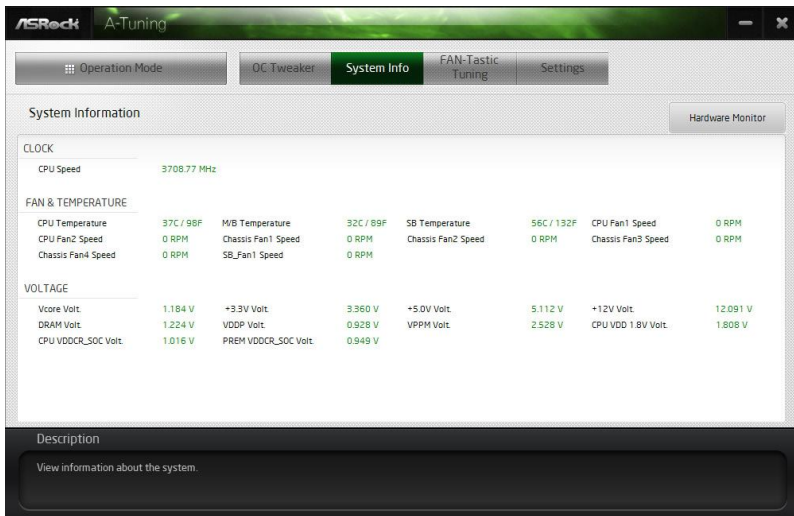 ASRock A-Tuning
Operation Mode OC Tweaker System Info FAN-Tastic Tuning Settings
System Information Hardware Monitor
CLOCK
CPU Speed 3708.77 MHz
FAN & TEMPERATURE
CPU Temperature 37C / 98F M/B Temperature 32C / 89F SB Temperature 56C / 132F CPU Fan1 Speed 0 RPM
CPU Fan2 Speed 0 RPM Chassis Fan1 Speed 0 RPM Chassis Fan2 Speed 0 RPM Chassis Fan3 Speed 0 RPM
Chassis Fan4 Speed 0 RPM SB_Fan1 Speed 0 RPM
VOLTAGE
Vcore Volt. 1.184 V +3.3V Volt. 3.360 V +5.0V Volt. 5.112 V +12V Volt. 12.091 V
DRAM Volt. 1.224 V VDDP Volt. 0.928 V VPPM Volt. 2.528 V CPU VDD 1.8V Volt. 1.808 V
CPU VDDCR_SOC Volt. 1.016 V PREM VDDCR_SOC Volt. 0.949 V
Description
View information about the system.